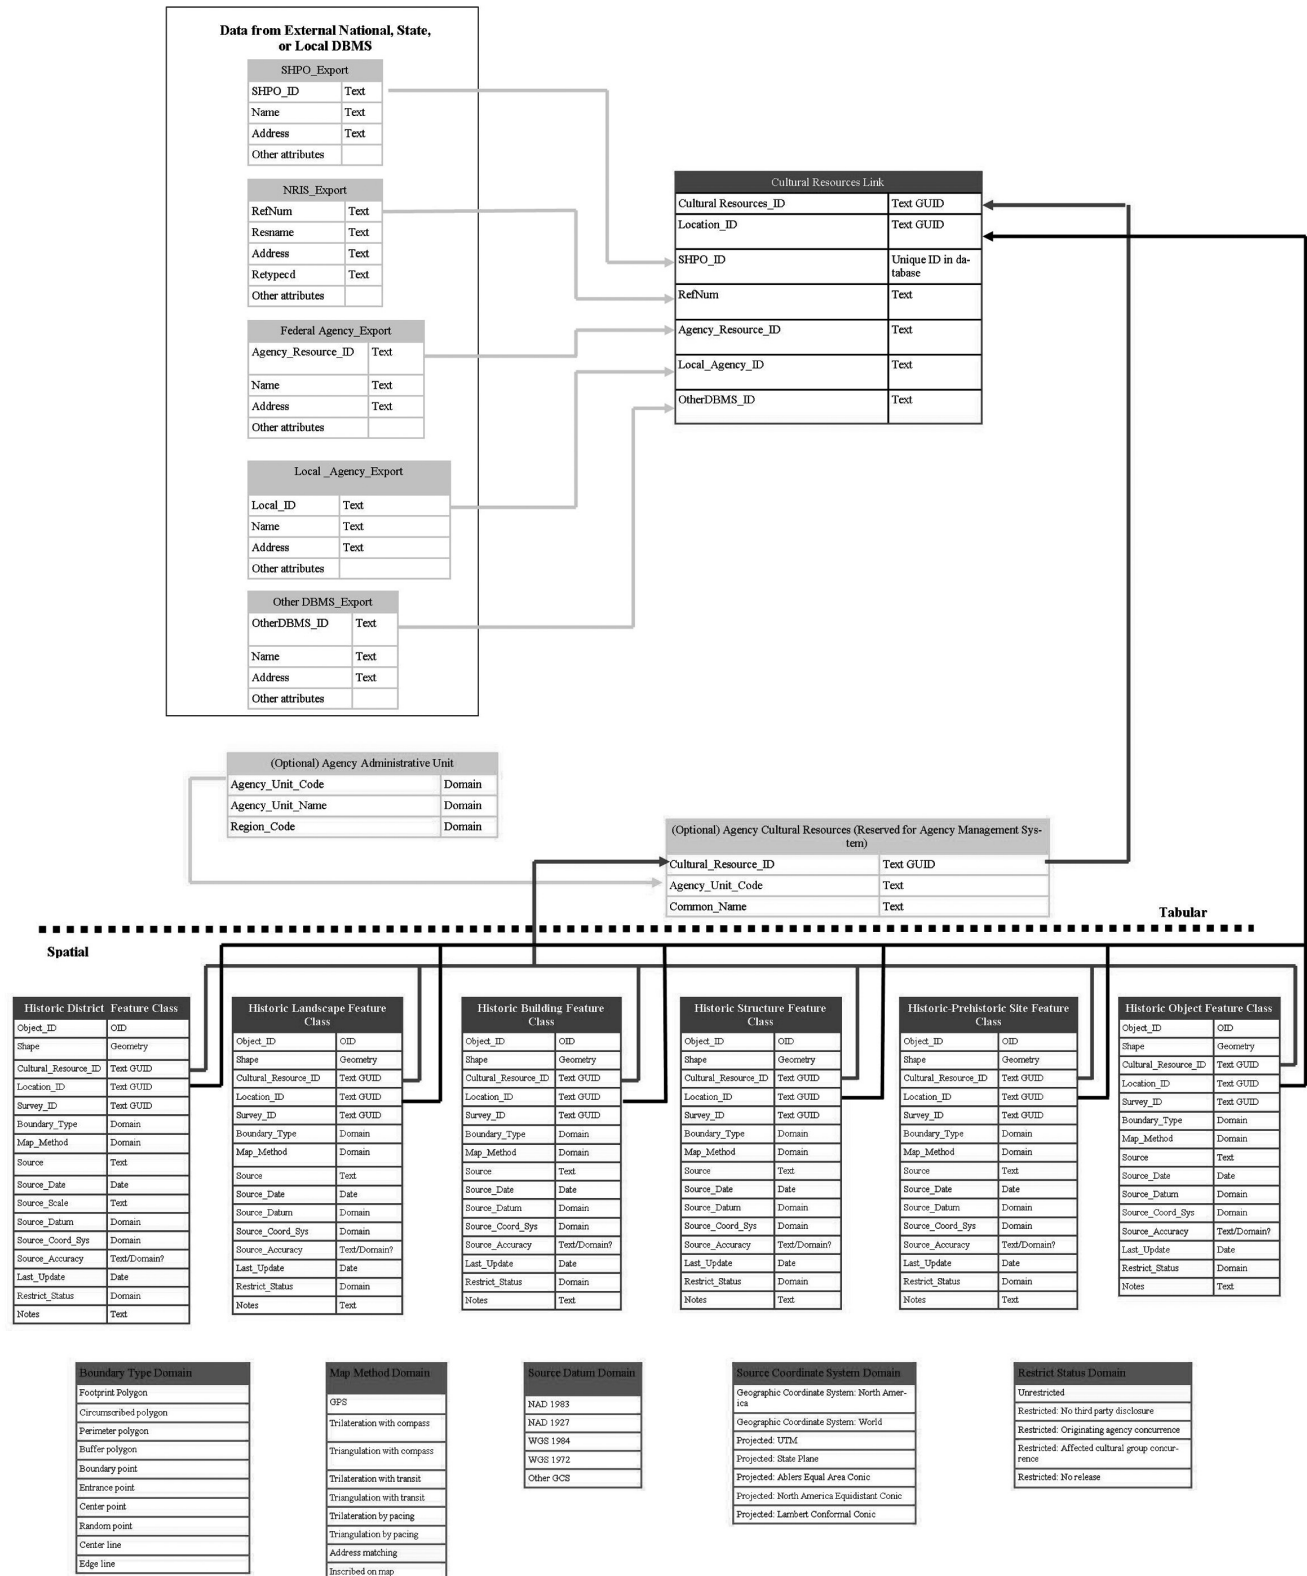 Data from External National, State,
or Local DBMS
SHPO_Export
SHPO_ID Text
Name Text
Address Text
Other attributes
NRIS_Export
RefNum Text
Resname Text
Address Text
Retypecd Text
Other attributes
Federal Agency_Export
Agency_Resource_ID Text
Name Text
Address Text
Other attributes
Local _Agency_Export
Local_ID Text
Name Text
Address Text
Other attributes
Other DBMS_Export
OtherDBMS_ID Text
Name Text
Address Text
Other attributes
Cultural Resources Link
Cultural Resources_ID Text GUID
Location_ID Text GUID
SHPO_ID Unique ID in da-
tabase
RefNum Text
Agency_Resource_ID Text
Local_Agency_ID Text
OtherDBMS_ID Text
(Optional) Agency Administrative Unit
Agency_Unit_Code Domain
Agency_Unit_Name Domain
Region_Code Domain
(Optional) Agency Cultural Resources (Reserved for Agency Management Sys-
tem)
Cultural_Resource_ID Text GUID
Agency_Unit_Code Text
Common_Name Text
Tabular
Spatial
Historic District Feature Class
Object_ID OID
Shape Geometry
Cultural_Resource_ID Text GUID
Location_ID Text GUID
Survey_ID Text GUID
Boundary_Type Domain
Map_Method Domain
Source Text
Source_Date Date
Source_Scale Text
Source_Datum Domain
Source_Coord_Sys Domain
Source_Accuracy Text/Domain?
Last_Update Date
Restrict_Status Domain
Notes Text
Historic Landscape Feature
Class
Object_ID OID
Shape Geometry
Cultural_Resource_ID Text GUID
Location_ID Text GUID
Survey_ID Text GUID
Boundary_Type Domain
Map_Method Domain
Source Text
Source_Date Date
Source_Datum Domain
Source_Coord_Sys Domain
Source_Accuracy Text/Domain?
Last_Update Date
Restrict_Status Domain
Notes Text
Historic Building Feature
Class
Object_ID OID
Shape Geometry
Cultural_Resource_ID Text GUID
Location_ID Text GUID
Survey_ID Text GUID
Boundary_Type Domain
Map_Method Domain
Source Text
Source_Date Date
Source_Datum Domain
Source_Coord_Sys Domain
Source_Accuracy Text/Domain?
Last_Update Date
Restrict_Status Domain
Notes Text
Historic Structure Feature
Class
Object_ID OID
Shape Geometry
Cultural_Resource_ID Text GUID
Location_ID Text GUID
Survey_ID Text GUID
Boundary_Type Domain
Map_Method Domain
Source Text
Source_Date Date
Source_Datum Domain
Source_Coord_Sys Domain
Source_Accuracy Text/Domain?
Last_Update Date
Restrict_Status Domain
Notes Text
Historic-Prehistoric Site Feature
Class
Object_ID OID
Shape Geometry
Cultural_Resource_ID Text GUID
Location_ID Text GUID
Survey_ID Text GUID
Boundary_Type Domain
Map_Method Domain
Source Text
Source_Date Date
Source_Datum Domain
Source_Coord_Sys Domain
Source_Accuracy Text/Domain?
Last_Update Date
Restrict_Status Domain
Notes Text
Historic Object Feature Class
Object_ID OID
Shape Geometry
Cultural_Resource_ID Text GUID
Location_ID Text GUID
Survey_ID Text GUID
Boundary_Type Domain
Map_Method Domain
Source Text
Source_Date Date
Source_Datum Domain
Source_Coord_Sys Domain
Source_Accuracy Text/Domain?
Last_Update Date
Restrict_Status Domain
Notes Text
Boundary Type Domain
Footprint Polygon
Circumscribed polygon
Perimeter polygon
Buffer polygon
Boundary point
Entrance point
Center point
Random point
Center line
Edge line
Map Method Domain
GPS
Trilateration with compass
Triangulation with compass
Trilateration with transit
Triangulation with transit
Trilateration by pacing
Triangulation by pacing
Address matching
Inscribed on map
Source Datum Domain
NAD 1983
NAD 1927
WGS 1984
WGS 1972
Other GCS
Source Coordinate System Domain
Geographic Coordinate System: North Amer-
ica
Geographic Coordinate System: World
Projected: UTM
Projected: State Plane
Projected: Ablers Equal Area Conic
Projected: North America Equidistant Conic
Projected: Lambert Conformal Conic
Restrict Status Domain
Unrestricted
Restricted: No third party disclosure
Restricted: Originating agency concurrence
Restricted: Affected cultural group concur-
rence
Restricted: No release